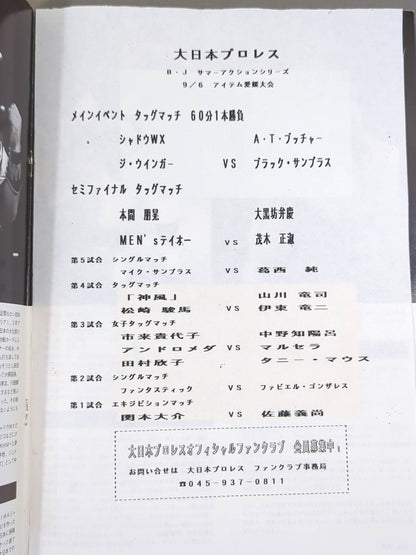 大日本プロレス
B・J サマーアクションシリーズ
9/6 アイテム愛媛大会
メインイベント タッグマッチ 60分1本勝負
シャドウWX A・T・ブッチャー
ジ・ウインガー VS ブラック・サンプラス
セミファイナル タッグマッチ
本間 朋晃 大黒坊弁慶
MEN'sテイオー VS 茂木 正淑
第5試合 シングルマッチ
マイク・サンプラス VS 葛西 純
第4試合 タッグマッチ
「神風」 山川 竜司
松崎 駿馬 VS 伊東 竜二
第3試合 女子タッグマッチ
市来貴代子 中野知陽呂
アンドロメダ VS マルセラ
田村欣子 タニー・マウス
第2試合 シングルマッチ
ファンタスティック VS ファビエル・ゴンザレス
第1試合 エキジビションマッチ
関本大介 VS 佐藤義尚
大日本プロレスオフィシャルファンクラブ 会員募集中!
お問い合せは 大日本プロレス ファンクラブ事務局
☎045-937-0811